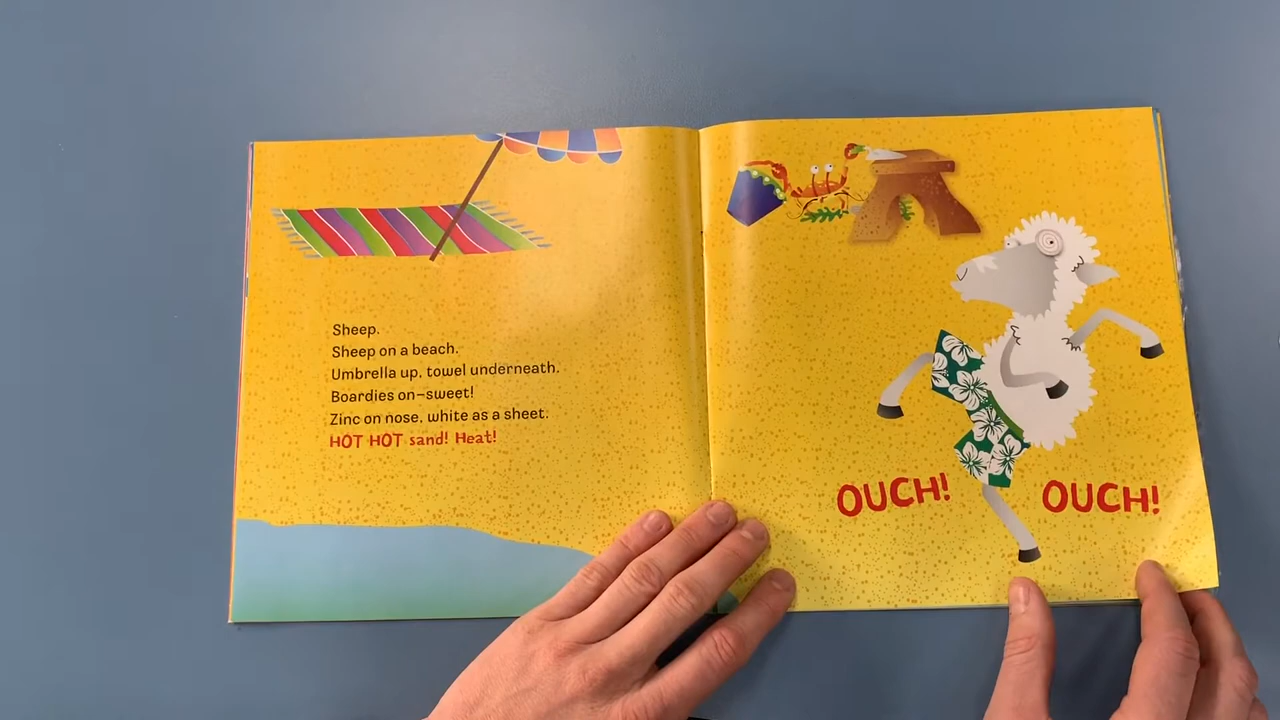 Sheep.
Sheep on a beach.
Umbrella up, towel underneath.
Boardies on–sweet!
Zinc on nose, white as a sheet.
HOT HOT sand! Heat!
OUCH! OUCH!